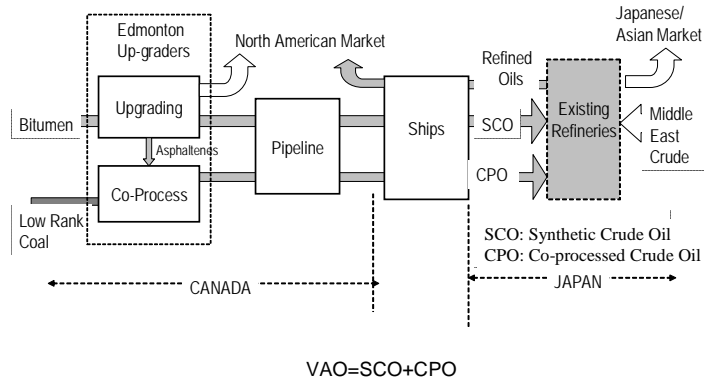 Edmonton
Up-graders
North American Market
Japanese/
Asian Market
Refined
Oils
Upgrading
Bitumen
Asphaltenes
Pipeline
Ships
SCO
Existing
Refineries
Middle
East
Crude
Co-Process
CPO
Low Rank
Coal
SCO: Synthetic Crude Oil
CPO: Co-processed Crude Oil
CANADA
JAPAN
VAO=SCO+CPO